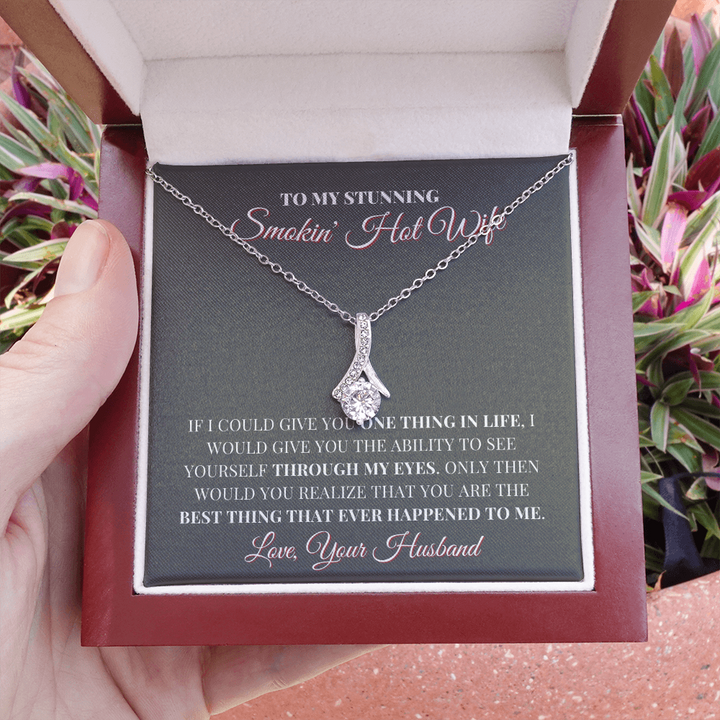 TO MY STUNNING
Smokin' Hot Wife
IF I COULD GIVE YOU ONE THING IN LIFE, I
WOULD GIVE YOU THE ABILITY TO SEE
YOURSELF THROUGH MY EYES. ONLY THEN
WOULD YOU REALIZE THAT YOU ARE THE
BEST THING THAT EVER HAPPENED TO ME.
Love, Your Husband